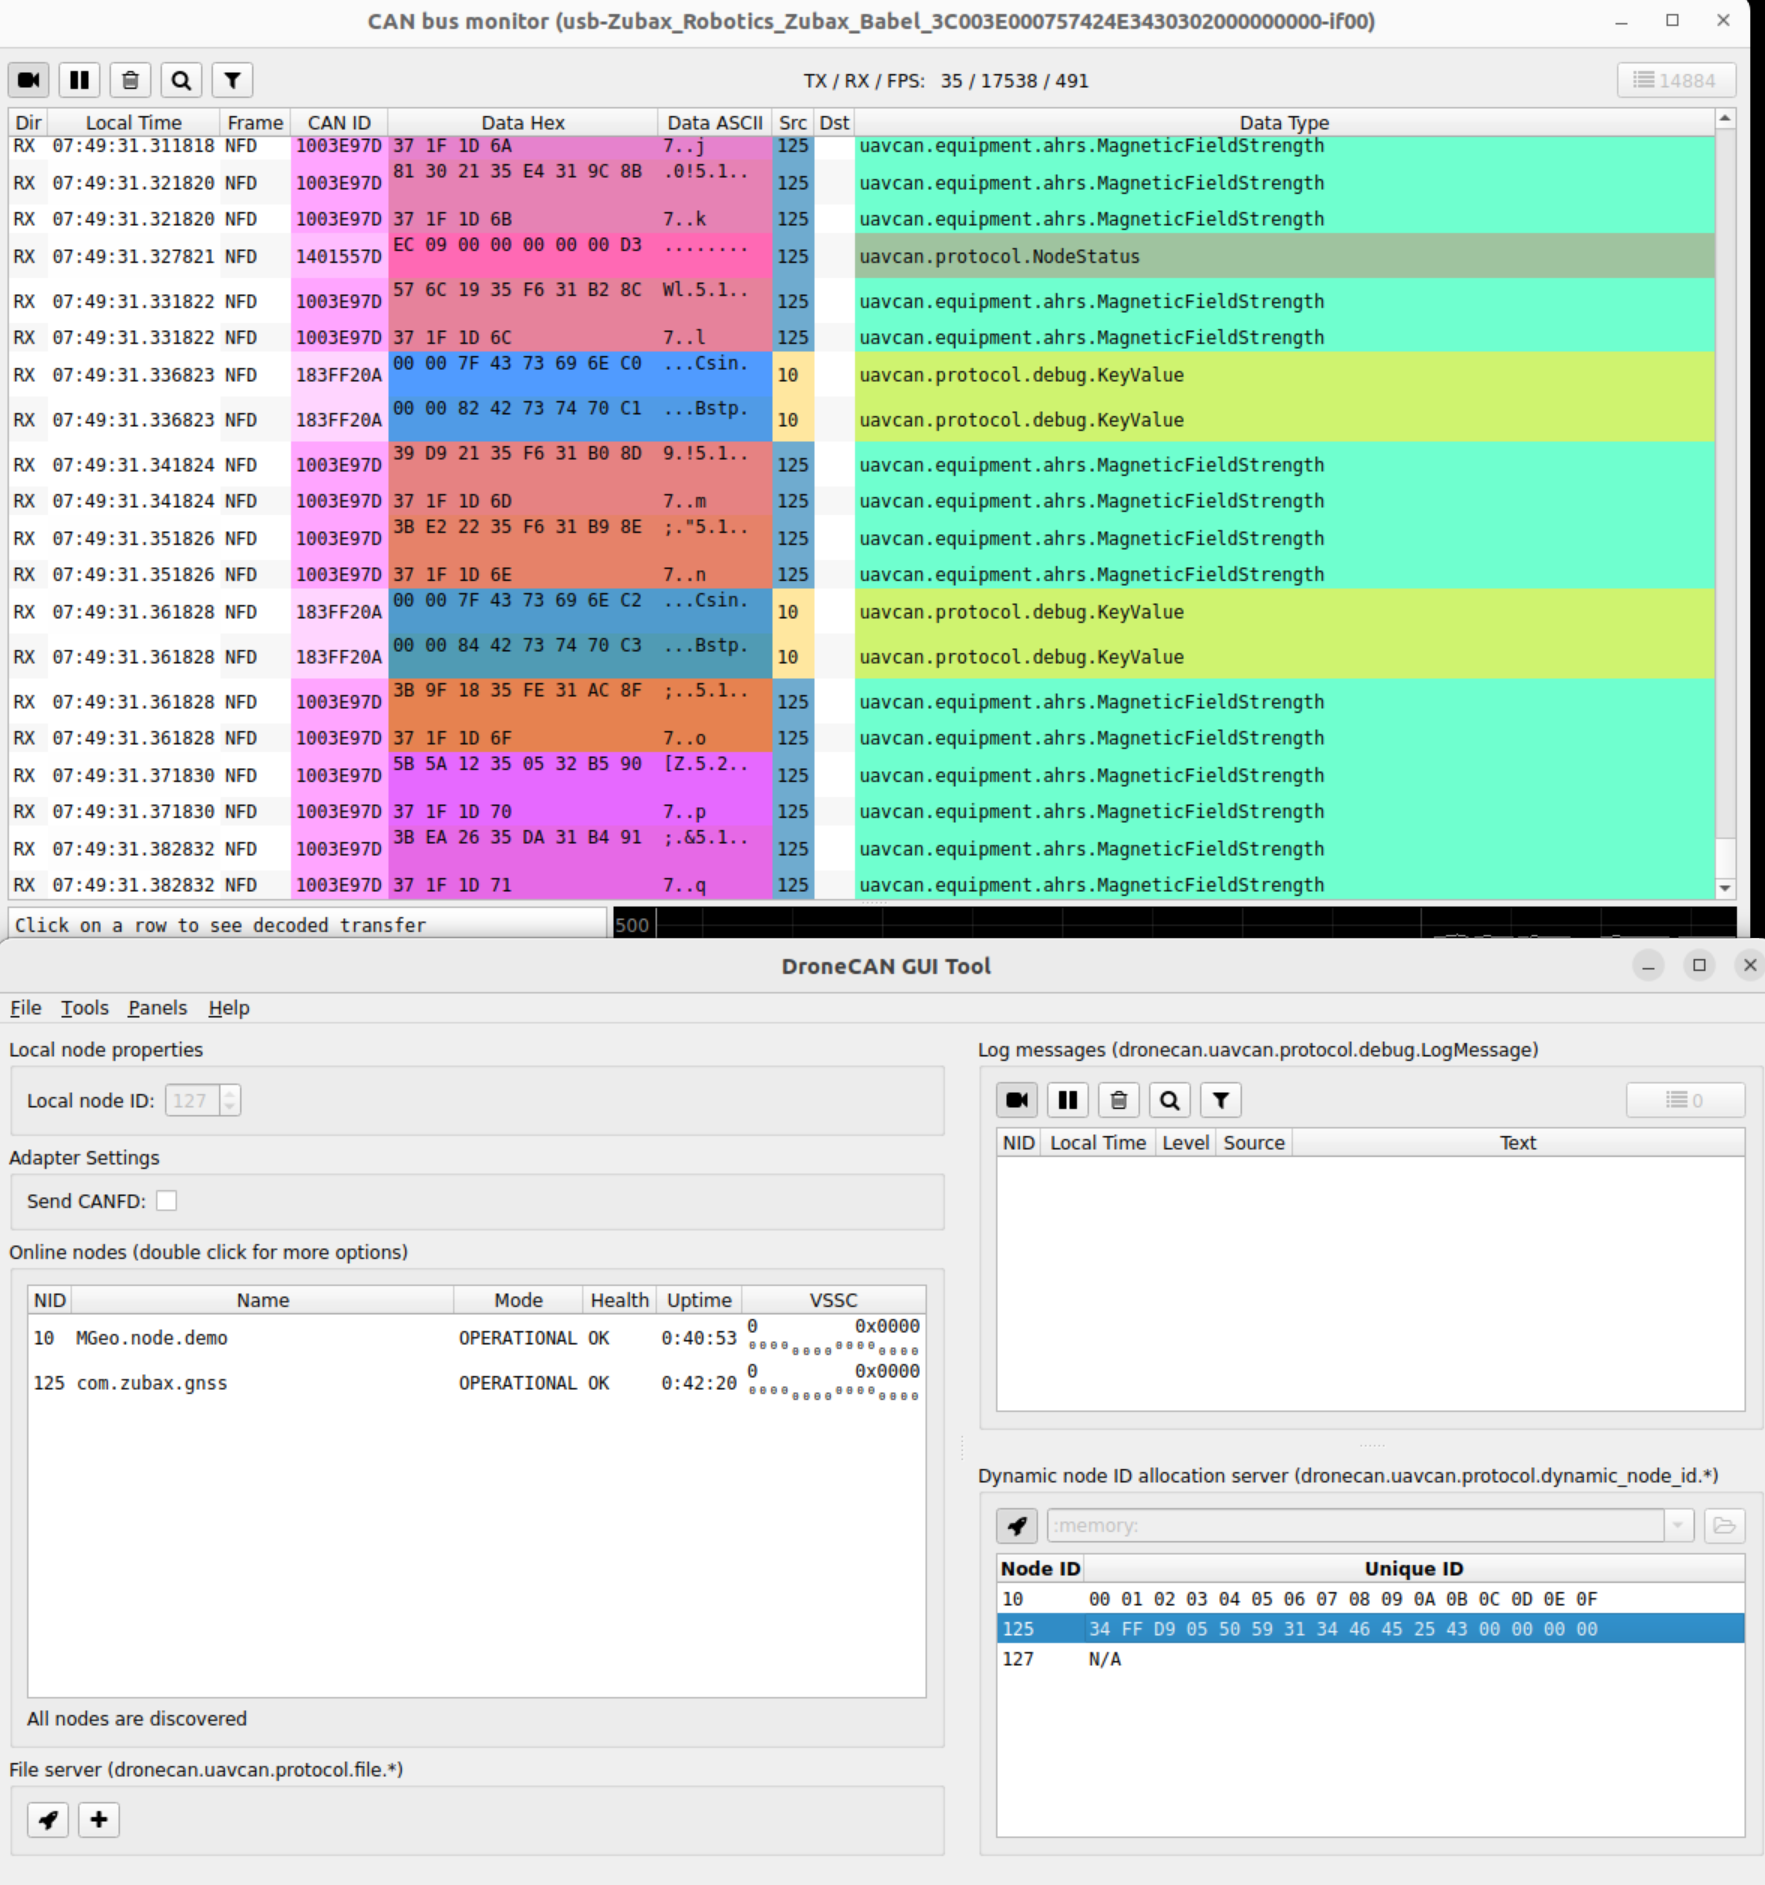 CAN bus monitor (usb-Zubax_Robotics_Zubax_Babel_3C003E000757424E3430302000000000-if00)
TX / RX / FPS: 35 / 17538 / 491
14884
Dir Local Time Frame CAN ID Data Hex Data ASCII Src Dst Data Type
RX 07:49:31.311818 NFD 1003E97D 37 1F 1D 6A 7..j 125 uavcan.equipment.ahrs.MagneticFieldStrength
RX 07:49:31.321820 NFD 1003E97D 81 30 21 35 E4 31 9C 8B .0!5.1.. 125 uavcan.equipment.ahrs.MagneticFieldStrength
RX 07:49:31.321820 NFD 1003E97D 37 1F 1D 6B 7..k 125 uavcan.equipment.ahrs.MagneticFieldStrength
RX 07:49:31.327821 NFD 1401557D EC 09 00 00 00 00 00 D3 ........ 125 uavcan.protocol.NodeStatus
RX 07:49:31.331822 NFD 1003E97D 57 6C 19 35 F6 31 B2 8C Wl.5.1.. 125 uavcan.equipment.ahrs.MagneticFieldStrength
RX 07:49:31.331822 NFD 1003E97D 37 1F 1D 6C 7..l 125 uavcan.equipment.ahrs.MagneticFieldStrength
RX 07:49:31.336823 NFD 183FF20A 00 00 7F 43 73 69 6E C0 ...Csin. 10 uavcan.protocol.debug.KeyValue
RX 07:49:31.336823 NFD 183FF20A 00 00 82 42 73 74 70 C1 ...Bstp. 10 uavcan.protocol.debug.KeyValue
RX 07:49:31.341824 NFD 1003E97D 39 D9 21 35 F6 31 B0 8D 9.!5.1.. 125 uavcan.equipment.ahrs.MagneticFieldStrength
RX 07:49:31.341824 NFD 1003E97D 37 1F 1D 6D 7..m 125 uavcan.equipment.ahrs.MagneticFieldStrength
RX 07:49:31.351826 NFD 1003E97D 3B E2 22 35 F6 31 B9 8E ;."5.1.. 125 uavcan.equipment.ahrs.MagneticFieldStrength
RX 07:49:31.351826 NFD 1003E97D 37 1F 1D 6E 7..n 125 uavcan.equipment.ahrs.MagneticFieldStrength
RX 07:49:31.361828 NFD 183FF20A 00 00 7F 43 73 69 6E C2 ...Csin. 10 uavcan.protocol.debug.KeyValue
RX 07:49:31.361828 NFD 183FF20A 00 00 84 42 73 74 70 C3 ...Bstp. 10 uavcan.protocol.debug.KeyValue
RX 07:49:31.361828 NFD 1003E97D 3B 9F 18 35 FE 31 AC 8F ;..5.1.. 125 uavcan.equipment.ahrs.MagneticFieldStrength
RX 07:49:31.361828 NFD 1003E97D 37 1F 1D 6F 7..o 125 uavcan.equipment.ahrs.MagneticFieldStrength
RX 07:49:31.371830 NFD 1003E97D 5B 5A 12 35 05 32 B5 90 [Z.5.2.. 125 uavcan.equipment.ahrs.MagneticFieldStrength
RX 07:49:31.371830 NFD 1003E97D 37 1F 1D 70 7..p 125 uavcan.equipment.ahrs.MagneticFieldStrength
RX 07:49:31.382832 NFD 1003E97D 3B EA 26 35 DA 31 B4 91 ;.&5.1.. 125 uavcan.equipment.ahrs.MagneticFieldStrength
RX 07:49:31.382832 NFD 1003E97D 37 1F 1D 71 7..q 125 uavcan.equipment.ahrs.MagneticFieldStrength
Click on a row to see decoded transfer
500
DroneCAN GUI Tool
File Tools Panels Help
Local node properties
Local node ID: 127
Adapter Settings
Send CANFD:
Online nodes (double click for more options)
NID Name Mode Health Uptime VSSC
10 MGeo.node.demo OPERATIONAL OK 0:40:53 0 0x0000
0000 0000 0000 0000
125 com.zubax.gnss OPERATIONAL OK 0:42:20 0 0x0000
0000 0000 0000 0000
All nodes are discovered
File server (dronecan.uavcan.protocol.file.*)
Log messages (dronecan.uavcan.protocol.debug.LogMessage)
0
NID Local Time Level Source Text
Dynamic node ID allocation server (dronecan.uavcan.protocol.dynamic_node_id.*)
:memory:
Node ID Unique ID
10 00 01 02 03 04 05 06 07 08 09 0A 0B 0C 0D 0E 0F
125 34 FF D9 05 50 59 31 34 46 45 25 43 00 00 00 00
127 N/A